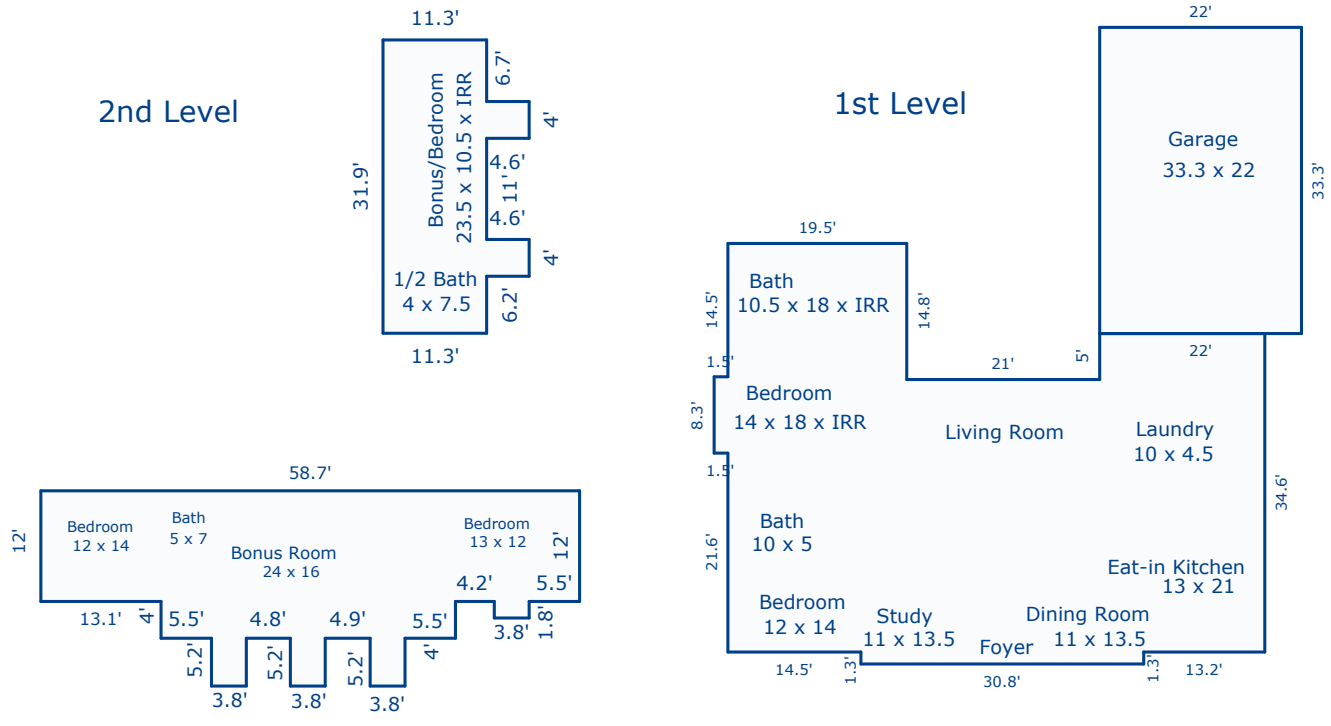 2nd Level
11.3'
6.7'
4'
4.6'
11'
4.6'
4'
6.2'
11.3'
31.9'
Bonus/Bedroom
23.5 x 10.5 x IRR
1/2 Bath
4 x 7.5
58.7'
12'
12'
Bedroom
12 x 14
Bath
5 x 7
Bonus Room
24 x 16
Bedroom
13 x 12
13.1'
4'
5.5'
5.2'
3.8'
4.8'
5.2'
3.8'
4.9'
5.2'
3.8'
5.5'
4'
4.2'
3.8'
1.8'
5.5'
1st Level
22'
Garage
33.3 x 22
33.3'
19.5'
14.5'
14.8'
Bath
10.5 x 18 x IRR
1.5'
8.3'
1.5'
21'
5'
22'
Bedroom
14 x 18 x IRR
Living Room
Laundry
10 x 4.5
34.6'
21.6'
Bath
10 x 5
Eat-in Kitchen
13 x 21
Bedroom
12 x 14
Study
11 x 13.5
Foyer
Dining Room
11 x 13.5
14.5'
1.3'
30.8'
1.3'
13.2'